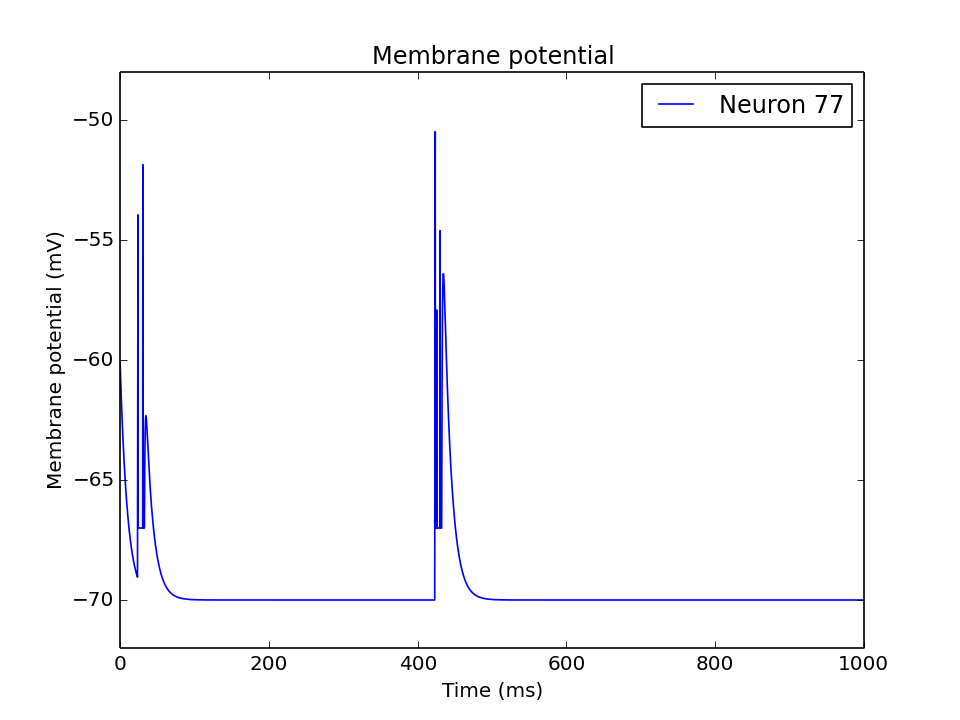 Membrane potential
Neuron 77
Membrane potential (mV)
−50
−55
−60
−65
−70
0 200 400 600 800 1000
Time (ms)